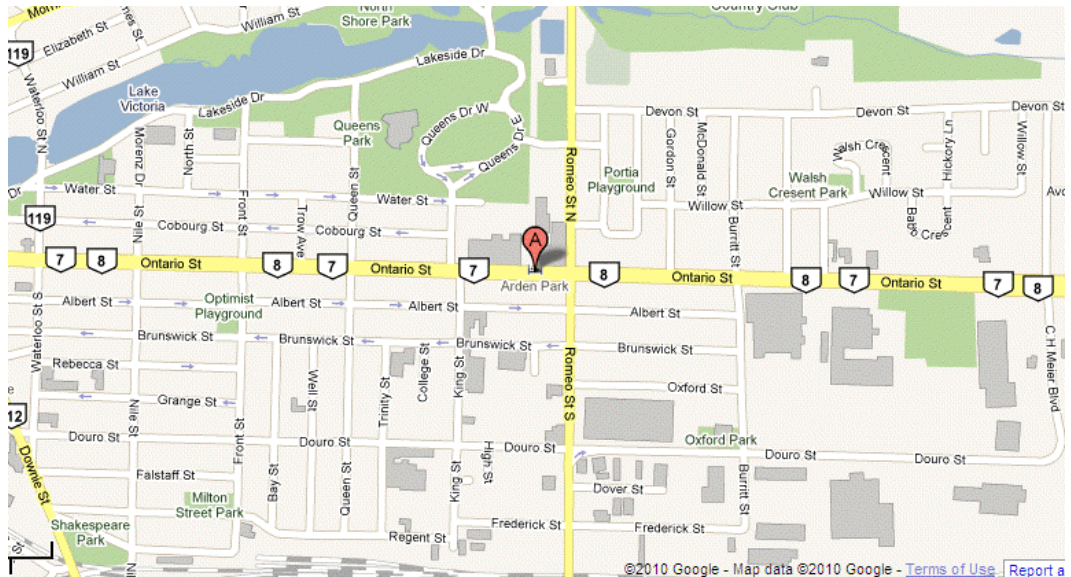 North
Shore Park
Country Club
William St
Elizabeth St
119
William St
Lakeside Dr
Lake
Victoria
Lakeside Dr
Queens Dr W
Queens Dr E
Devon St
Devon St
Devon St
Waterloo St N
Morenz Dr
North St
Queens
Park
Romeo St N
Gordon St
McDonald St
Walsh Cres
Crescent
Hickory Ln
Willow St
Portia
Playground
Walsh
Cresent Park
Dr
Water St
Water St
Willow St
Willow St
Front St
Trow Ave
Queen St
119
Cobourg St
Cobourg St
Nile St
Burritt St
7
8
Ontario St
8
7
Ontario St
7
A
8
Ontario St
8
7
Ontario St
7
8
Arden Park
Albert St
Optimist
Playground
Albert St
Albert St
Albert St
Waterloo St S
Brunswick St
Brunswick St
Brunswick St
Brunswick St
Romeo St S
C H Meier Blvd
Rebecca St
Well St
Trinity St
College St
King St
Oxford St
Grange St
12
Nile St
Front St
Douro St
Douro St
Douro St
Oxford Park
Douro St
Douro St
Downie St
Falstaff St
Bay St
Queen St
King St
High St
Burritt St
Dover St
Milton
Street Park
Shakespeare
Park
Regent St
Frederick St
Frederick St
©2010 Google - Map data ©2010 Google - Terms of Use
Report a